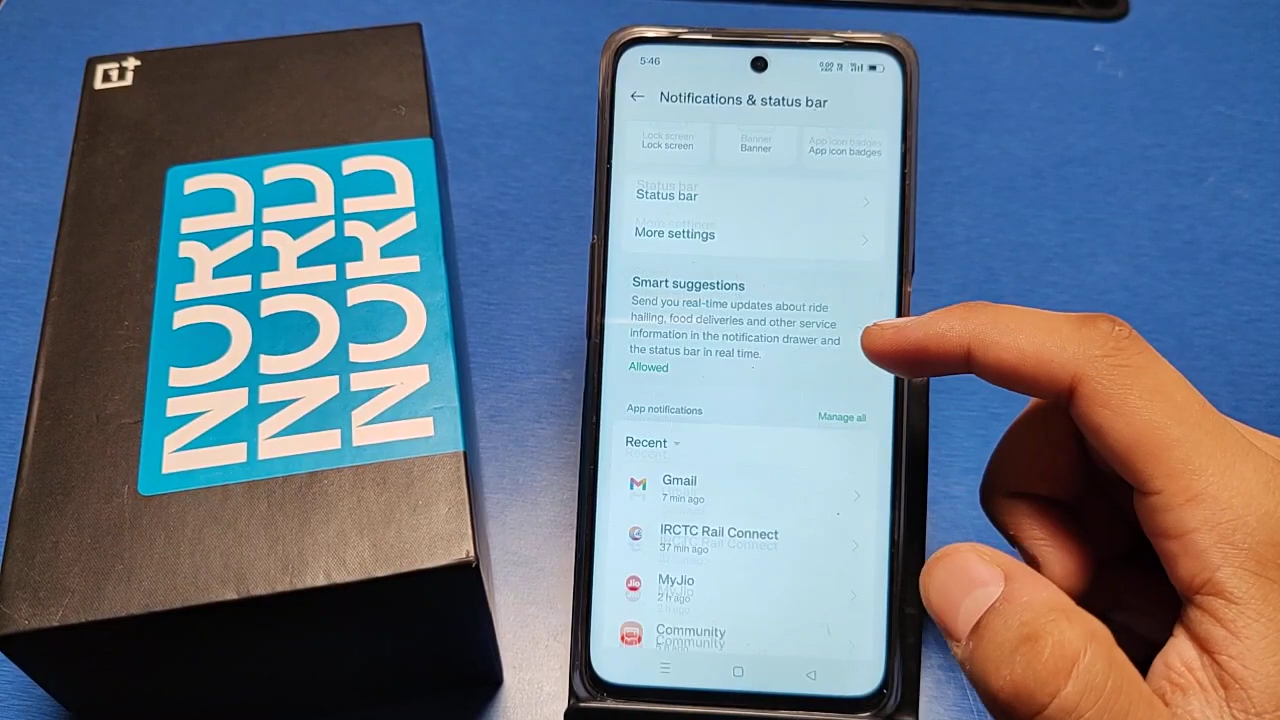 NORD NORD NORD
5:46
Notifications & status bar
Lock screen Banner App icon badges
Status bar
More settings
Smart suggestions
Send you real-time updates about ride
hailing, food deliveries and other service
information in the notification drawer and
the status bar in real time.
Allowed
App notifications Manage all
Recent
Gmail
7 min ago
IRCTC Rail Connect
37 min ago
Jio
MyJio
2 h ago
Community